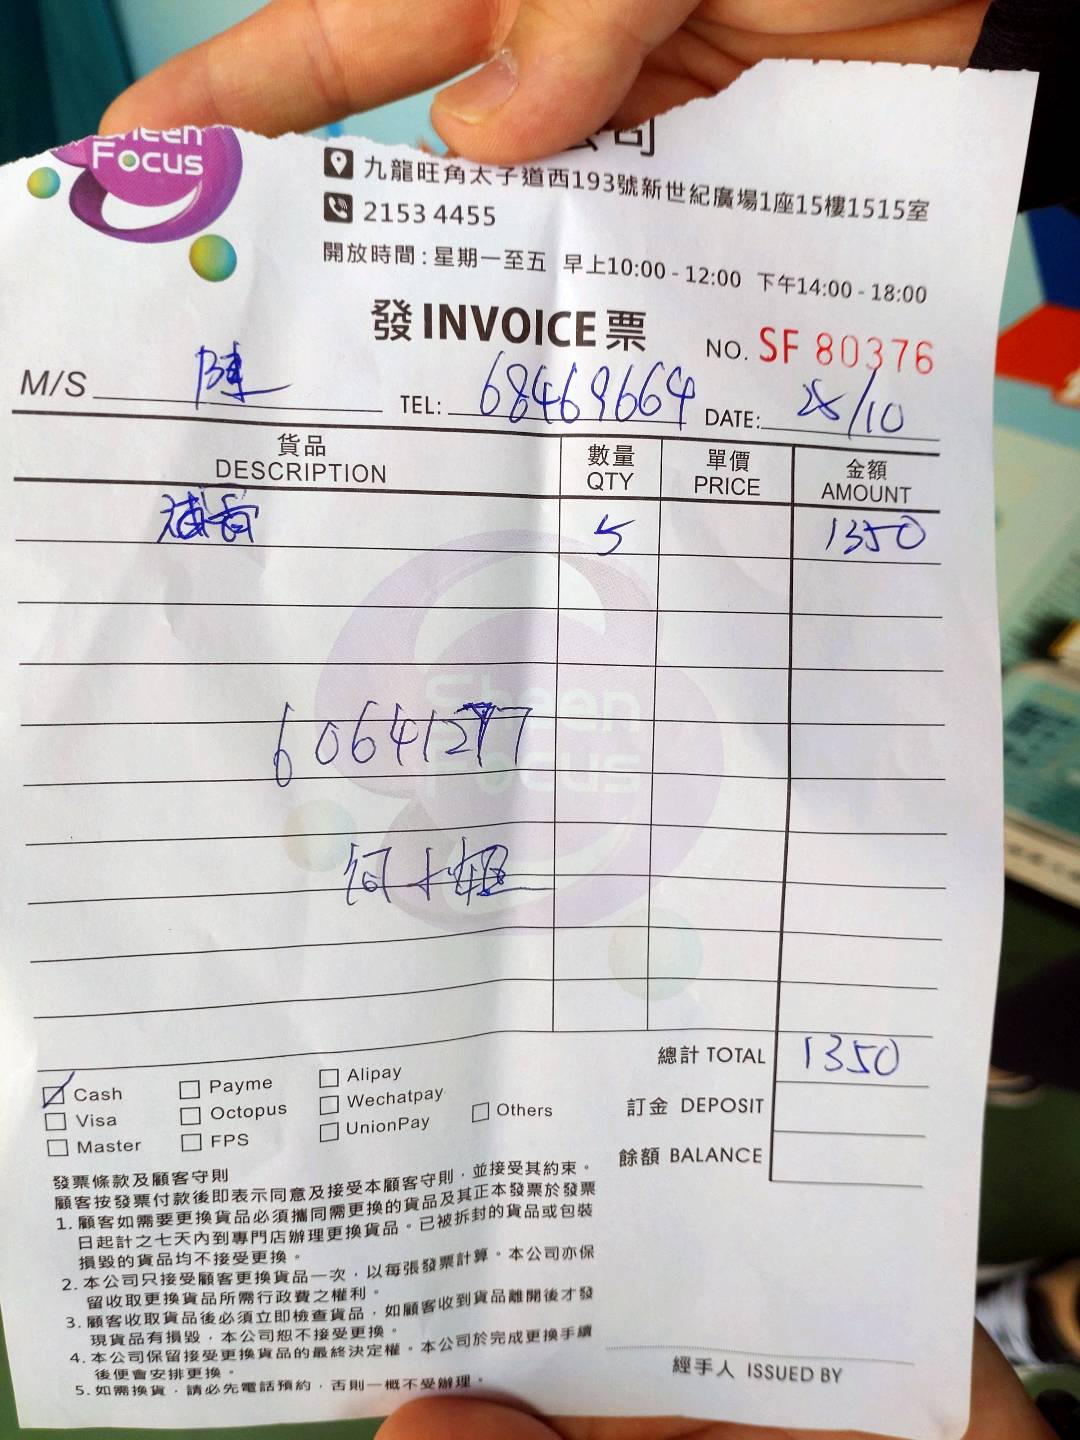 Sheen
Focus
公司
九龍旺角太子道西193號新世紀廣場1座15樓1515室
2153 4455
開放時間：星期一至五 早上10:00 - 12:00 下午14:00 - 18:00
發 INVOICE 票
NO. SF 80376
M/S 陳 TEL: 68469664 DATE: /10
貨品 數量 單價 金額
DESCRIPTION QTY PRICE AMOUNT
5 1350
Sheen
Focus
60641277
何小姐
總計 TOTAL 1350
訂金 DEPOSIT
餘額 BALANCE
Cash Payme Alipay
Visa Octopus Wechatpay Others
Master FPS UnionPay
發票條款及顧客守則
顧客按發票付款後即表示同意及接受本顧客守則，並接受其約束。
1. 顧客如需要更換貨品必須攜同需更換的貨品及其正本發票於發票
日起計之七天內到專門店辦理更換貨品。已被拆封的貨品或包裝
損毀的貨品均不接受更換。
2. 本公司只接受顧客更換貨品一次，以每張發票計算。本公司亦保
留收取更換貨品所需行政費之權利。
3. 顧客收取貨品後必須立即檢查貨品，如顧客收到貨品離開後才發
現貨品有損毀，本公司恕不接受更換。
4. 本公司保留接受更換貨品的最終決定權。本公司於完成更換手續
後便會安排更換。
5. 如需換貨，請必先電話預約，否則一概不受辦理。
經手人 ISSUED BY